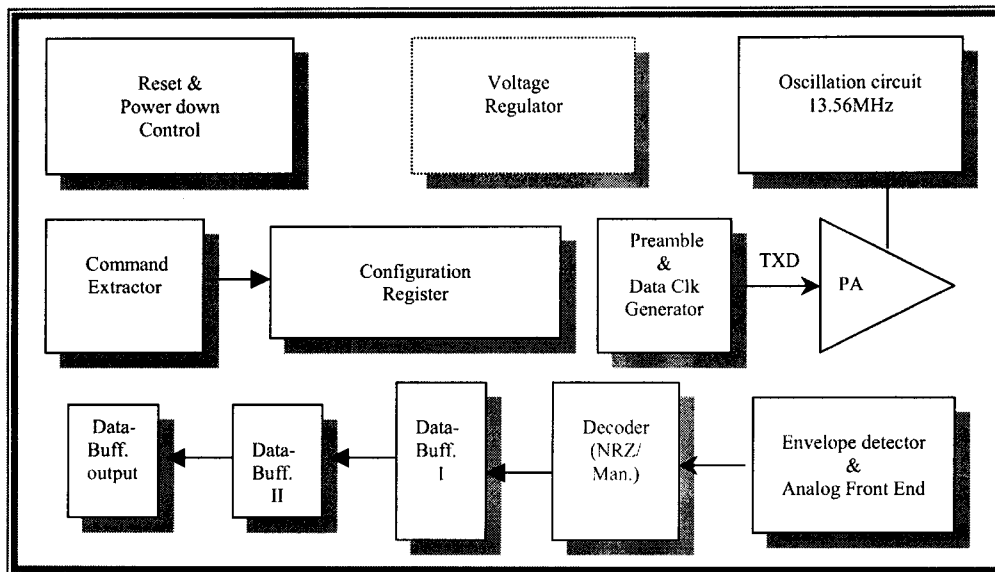 Reset &
Power down
Control
Voltage
Regulator
Oscillation circuit
13.56MHz
Command
Extractor
Configuration
Register
Preamble
&
Data Clk
Generator
TXD
PA
Data-
Buff.
output
Data-
Buff.
II
Data-
Buff.
I
Decoder
(NRZ/
Man.)
Envelope detector
&
Analog Front End